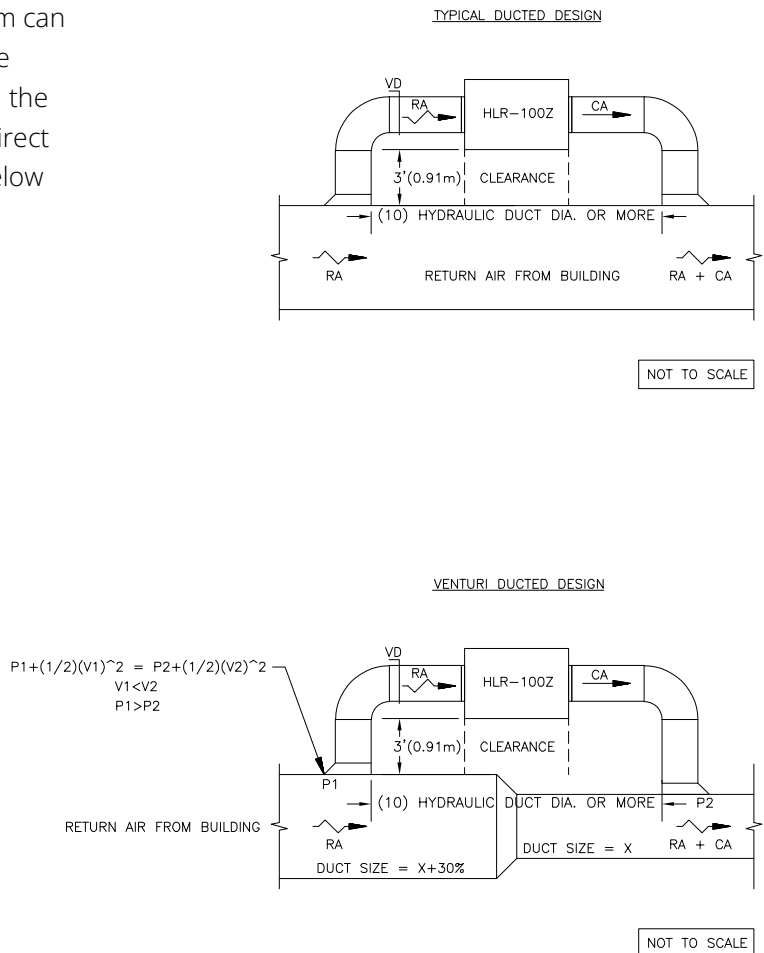 m can
e
the
irect
elow
TYPICAL DUCTED DESIGN
VD
RA
HLR-100Z
CA
3'(0.91m)
CLEARANCE
(10) HYDRAULIC DUCT DIA. OR MORE
RA
RETURN AIR FROM BUILDING
RA + CA
NOT TO SCALE
VENTURI DUCTED DESIGN
P1+(1/2)(V1)^2 = P2+(1/2)(V2)^2
V1<V2
P1>P2
VD
RA
HLR-100Z
CA
3'(0.91m)
CLEARANCE
P1
(10) HYDRAULIC DUCT DIA. OR MORE
P2
RETURN AIR FROM BUILDING
RA
DUCT SIZE = X
RA + CA
DUCT SIZE = X+30%
NOT TO SCALE